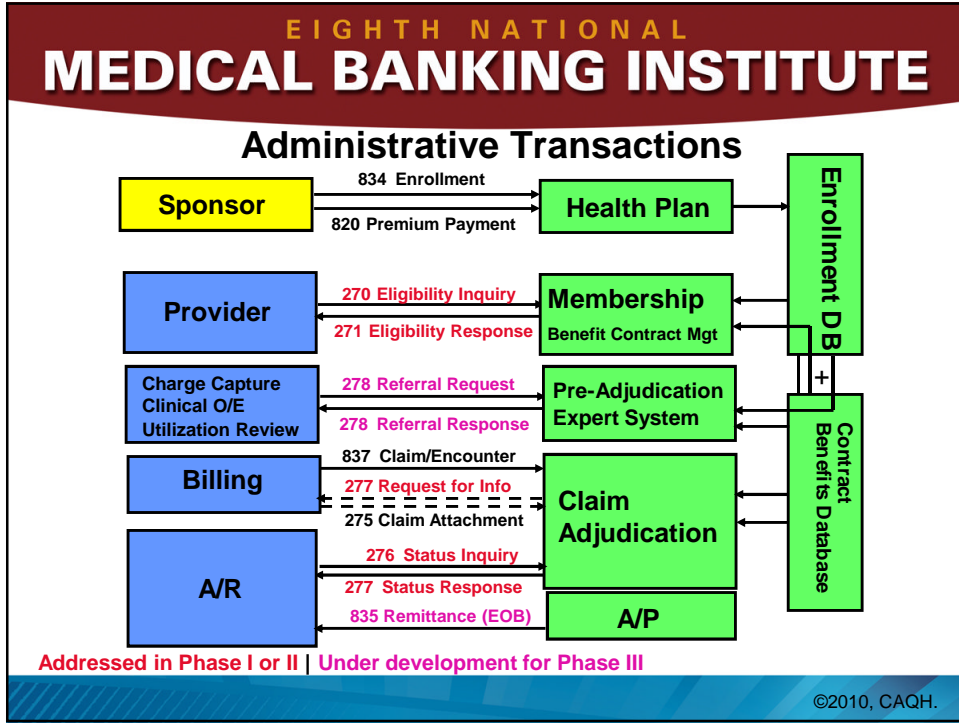 EIGHTH NATIONAL
MEDICAL BANKING INSTITUTE
Administrative Transactions
834 Enrollment
Sponsor
Health Plan
820 Premium Payment
Enrollment DB
270 Eligibility Inquiry
Provider
Membership
271 Eligibility Response
Benefit Contract Mgt
+
Charge Capture
Clinical O/E
Utilization Review
278 Referral Request
278 Referral Response
Pre-Adjudication
Expert System
Contract
Benefits Database
837 Claim/Encounter
Billing
277 Request for Info
275 Claim Attachment
Claim
Adjudication
276 Status Inquiry
277 Status Response
A/R
835 Remittance (EOB)
A/P
Addressed in Phase I or II | Under development for Phase III
©2010, CAQH.